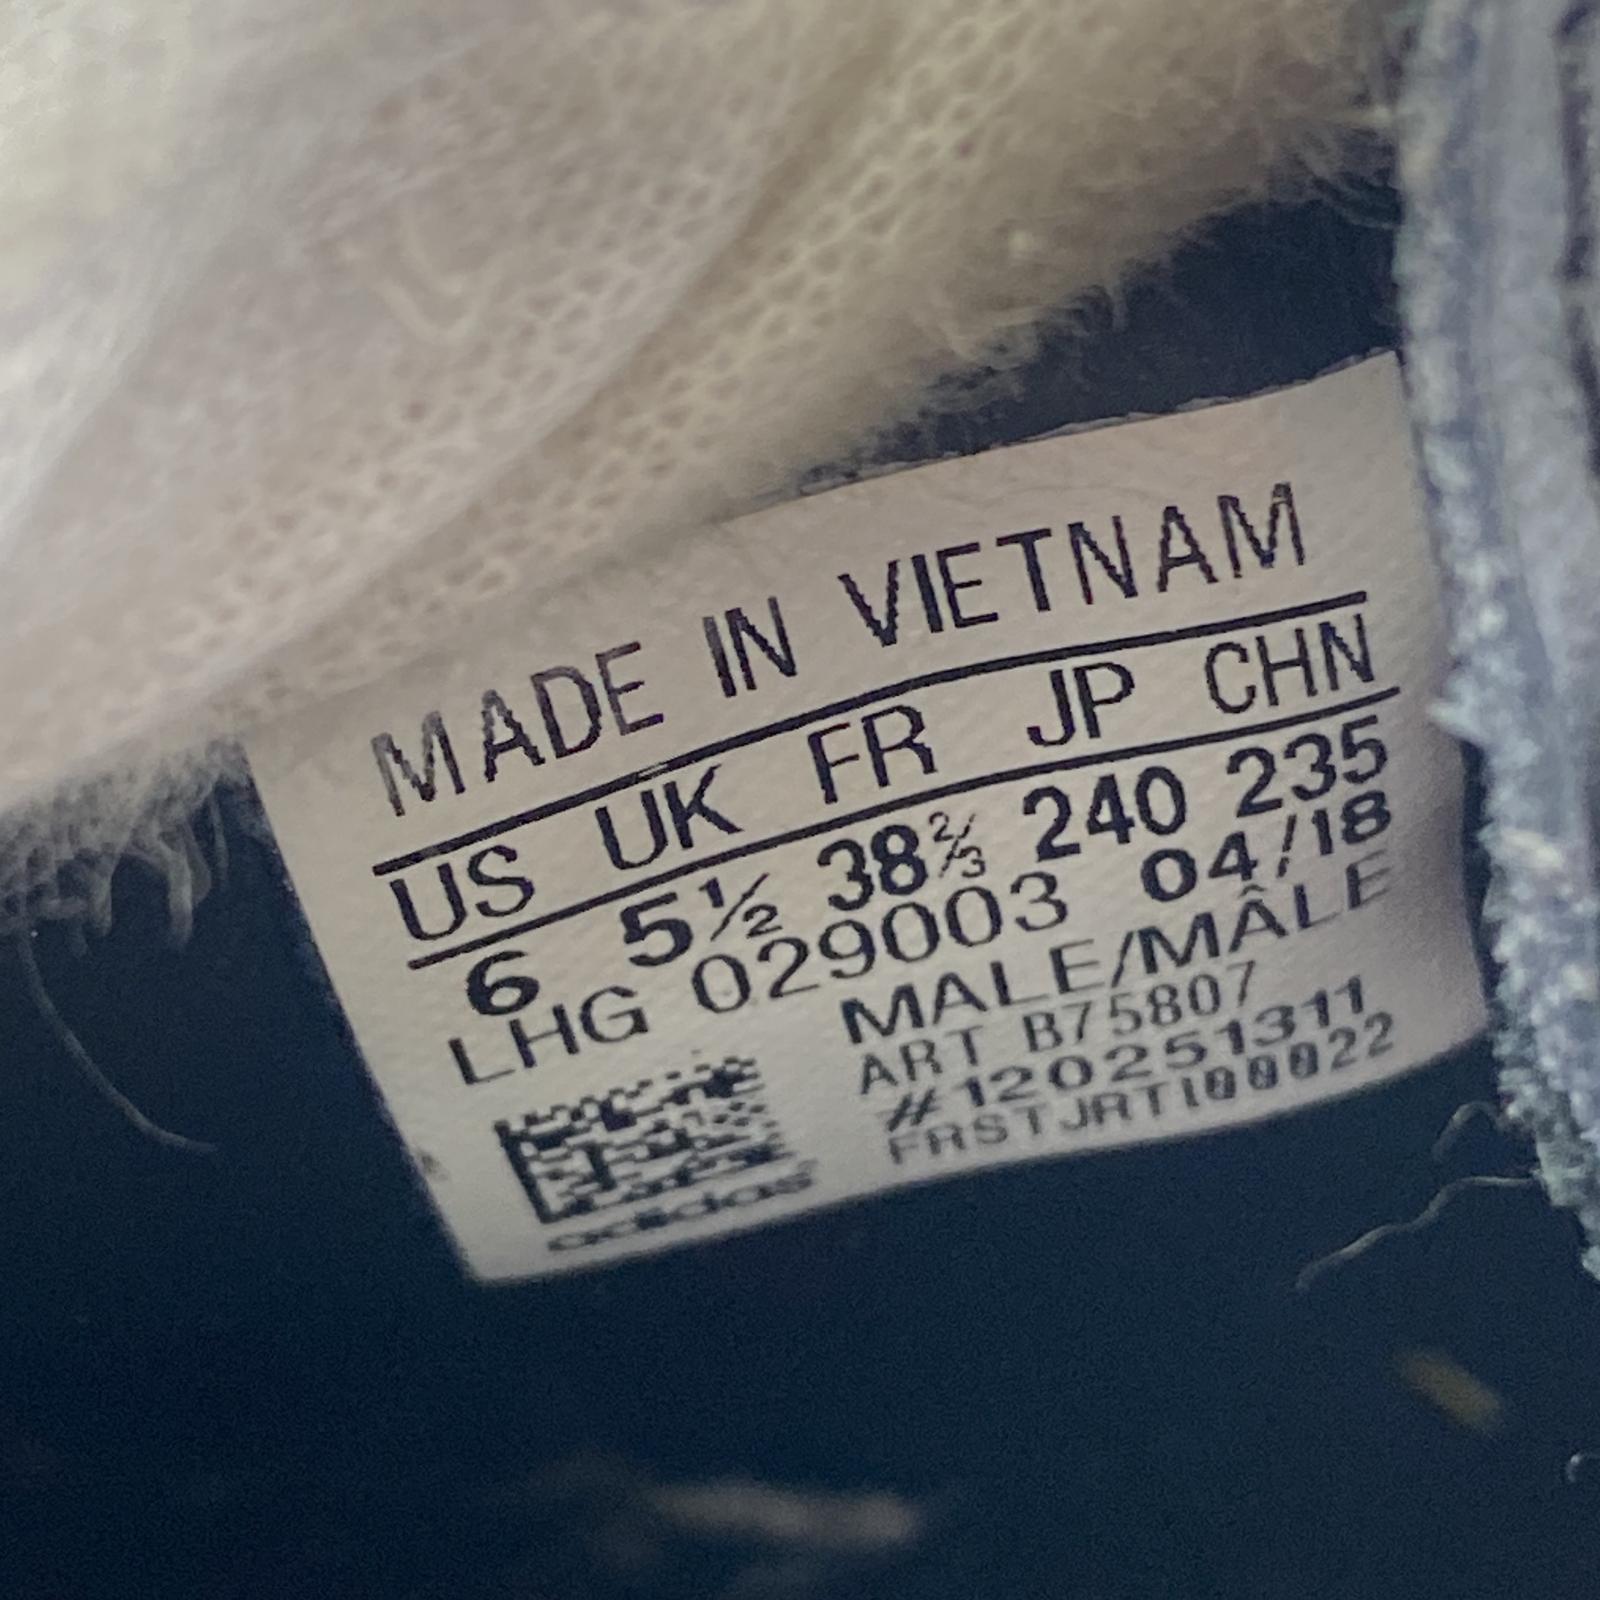 MADE IN VIETNAM
US UK FR JP CHN
6 5½ 38⅔ 240 235
LHG 029003 04/18
MALE/MÂLE
ART B75807
#120251311
FRSTJRTI00022
adidas